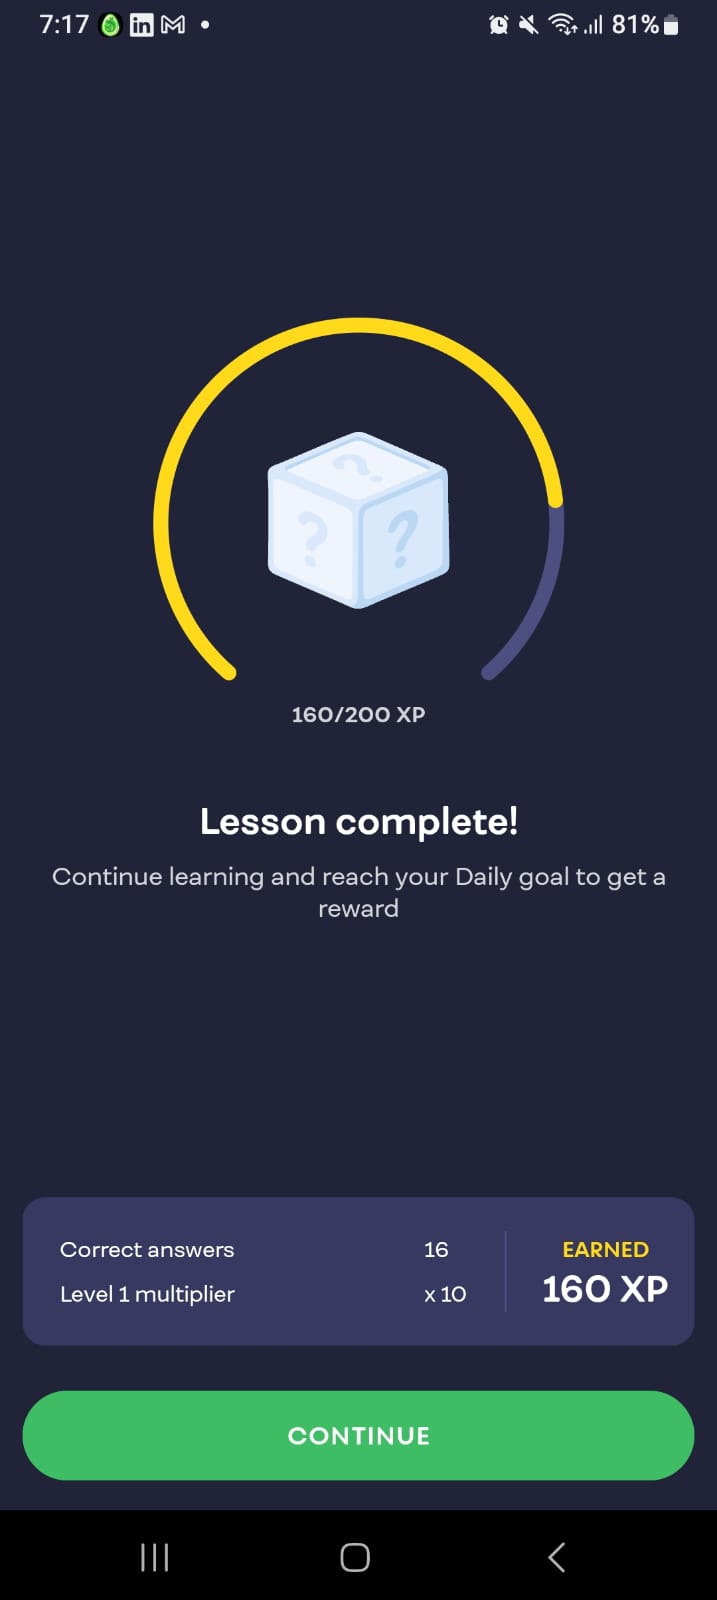 7:17 in 81%
? ? ?
160/200 XP
Lesson complete!
Continue learning and reach your Daily goal to get a
reward
Correct answers 16
Level 1 multiplier x 10
EARNED
160 XP
CONTINUE